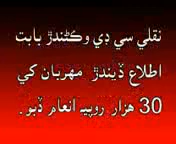 نقلي سي ڊي وڪڻندڙ بابت
اطلاع ڏيندڙ مهربان کي
30 هزار روپيه انعام ڏبو۔